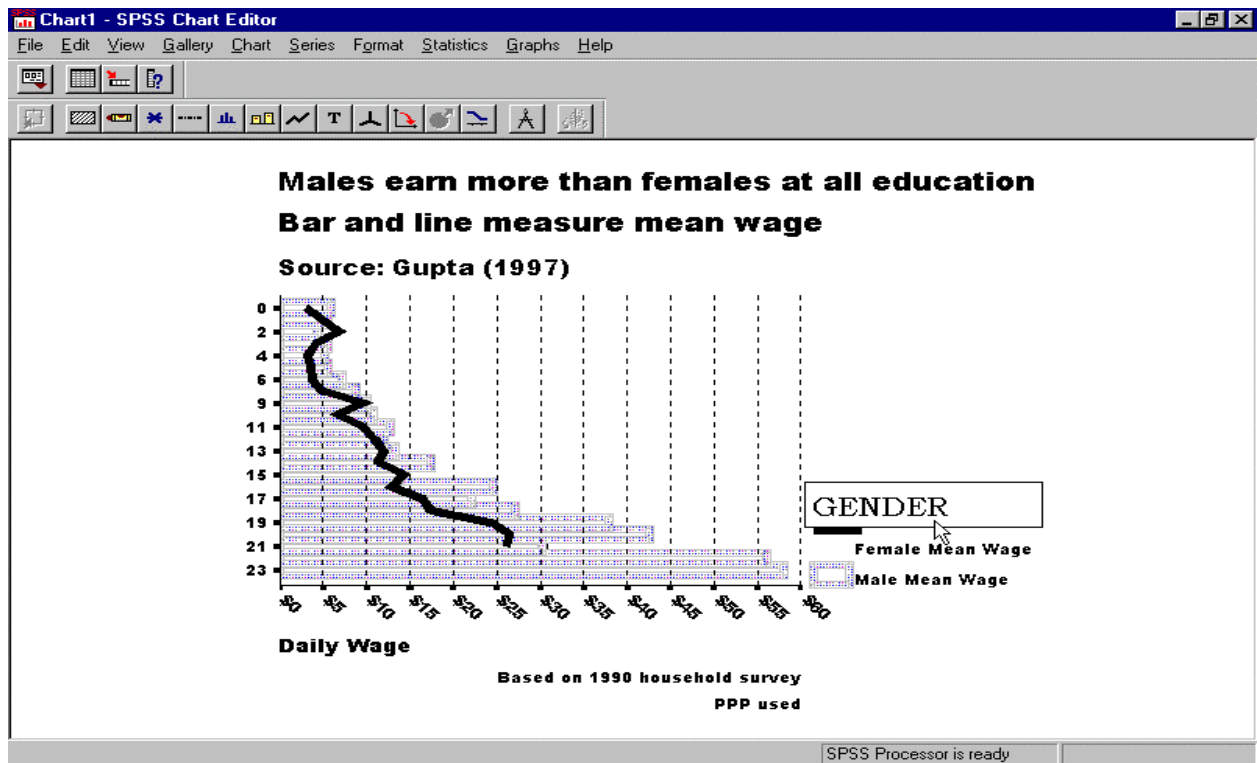 Chart1 - SPSS Chart Editor
File Edit View Gallery Chart Series Format Statistics Graphs Help
T
Males earn more than females at all education
Bar and line measure mean wage
Source: Gupta (1997)
0
2
4
6
9
11
13
15
17
19
21
23
$0 $5 $10 $15 $20 $25 $30 $35 $40 $45 $50 $55 $60
Daily Wage
GENDER
Female Mean Wage
Male Mean Wage
Based on 1990 household survey
PPP used
SPSS Processor is ready